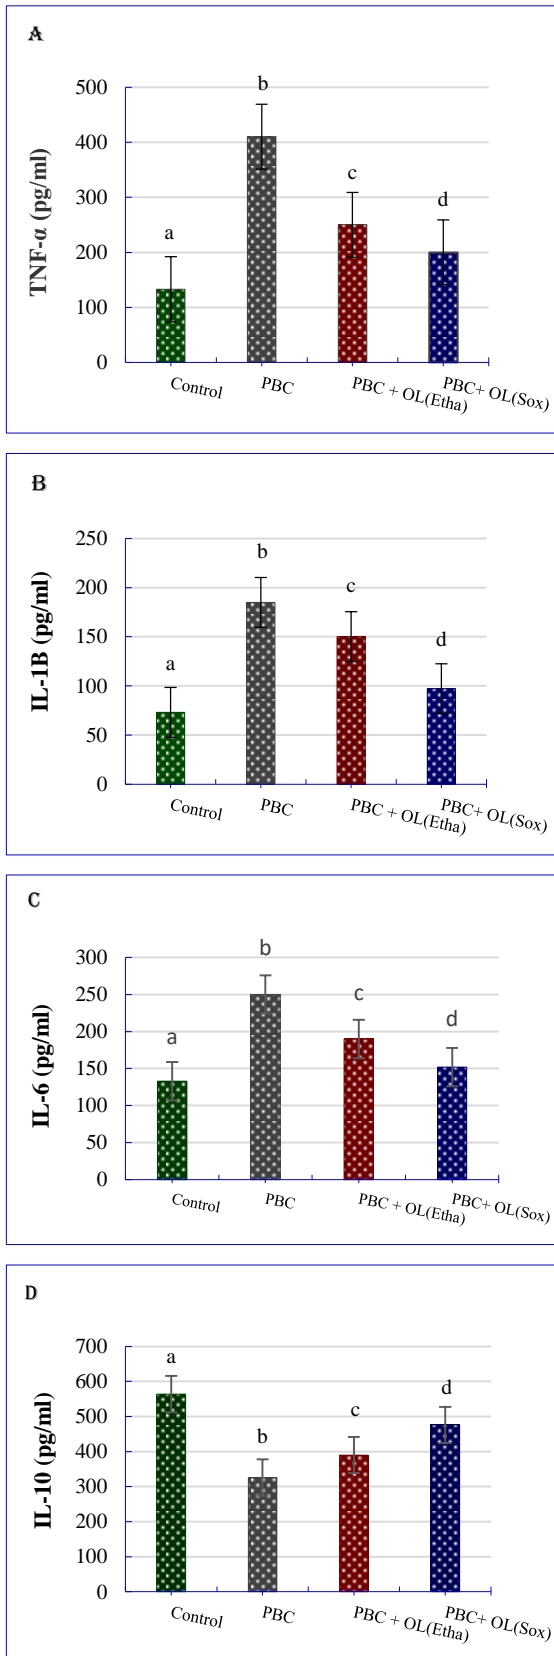 A
TNF-α (pg/ml)
500
400
300
200
100
0
a
b
c
d
Control
PBC
PBC + OL(Etha)
PBC+ OL(Sox)
B
IL-1B (pg/ml)
250
200
150
100
50
0
a
b
c
d
Control
PBC
PBC + OL(Etha)
PBC+ OL(Sox)
C
IL-6 (pg/ml)
300
250
200
150
100
50
0
a
b
c
d
Control
PBC
PBC + OL(Etha)
PBC+ OL(Sox)
D
IL-10 (pg/ml)
700
600
500
400
300
200
100
0
a
b
c
d
Control
PBC
PBC + OL(Etha)
PBC+ OL(Sox)